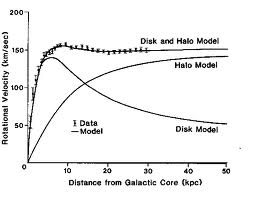 200
Disk and Halo Model
150
Halo Model
100
50
Disk Model
I Data
— Model
0
0 10 20 30 40 50
Distance from Galactic Core (kpc)
Rotational Velocity (km/sec)